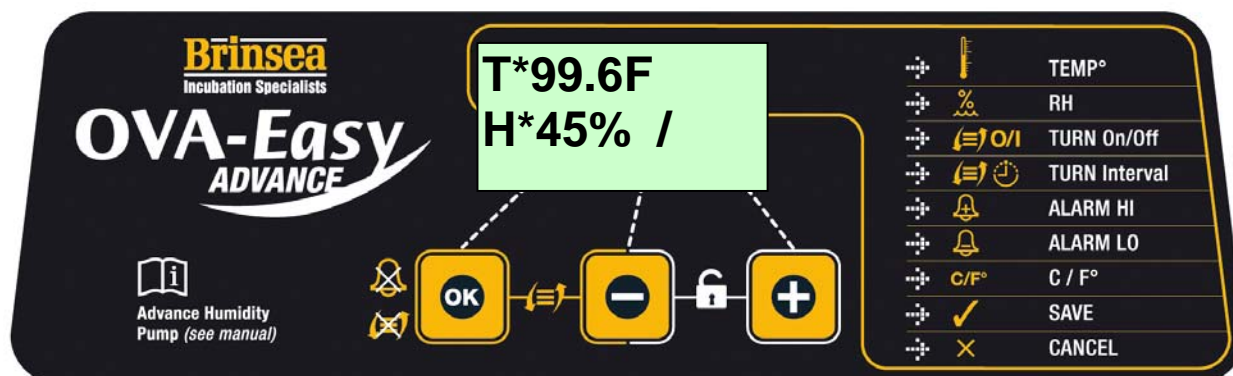 Brinsea
Incubation Specialists
OVA-Easy
ADVANCE
T*99.6F
H*45% /
i
Advance Humidity
Pump (see manual)
OK
−
+
TEMP°
% RH
O/I TURN On/Off
TURN Interval
+ ALARM HI
− ALARM LO
C/F° C / F°
SAVE
CANCEL